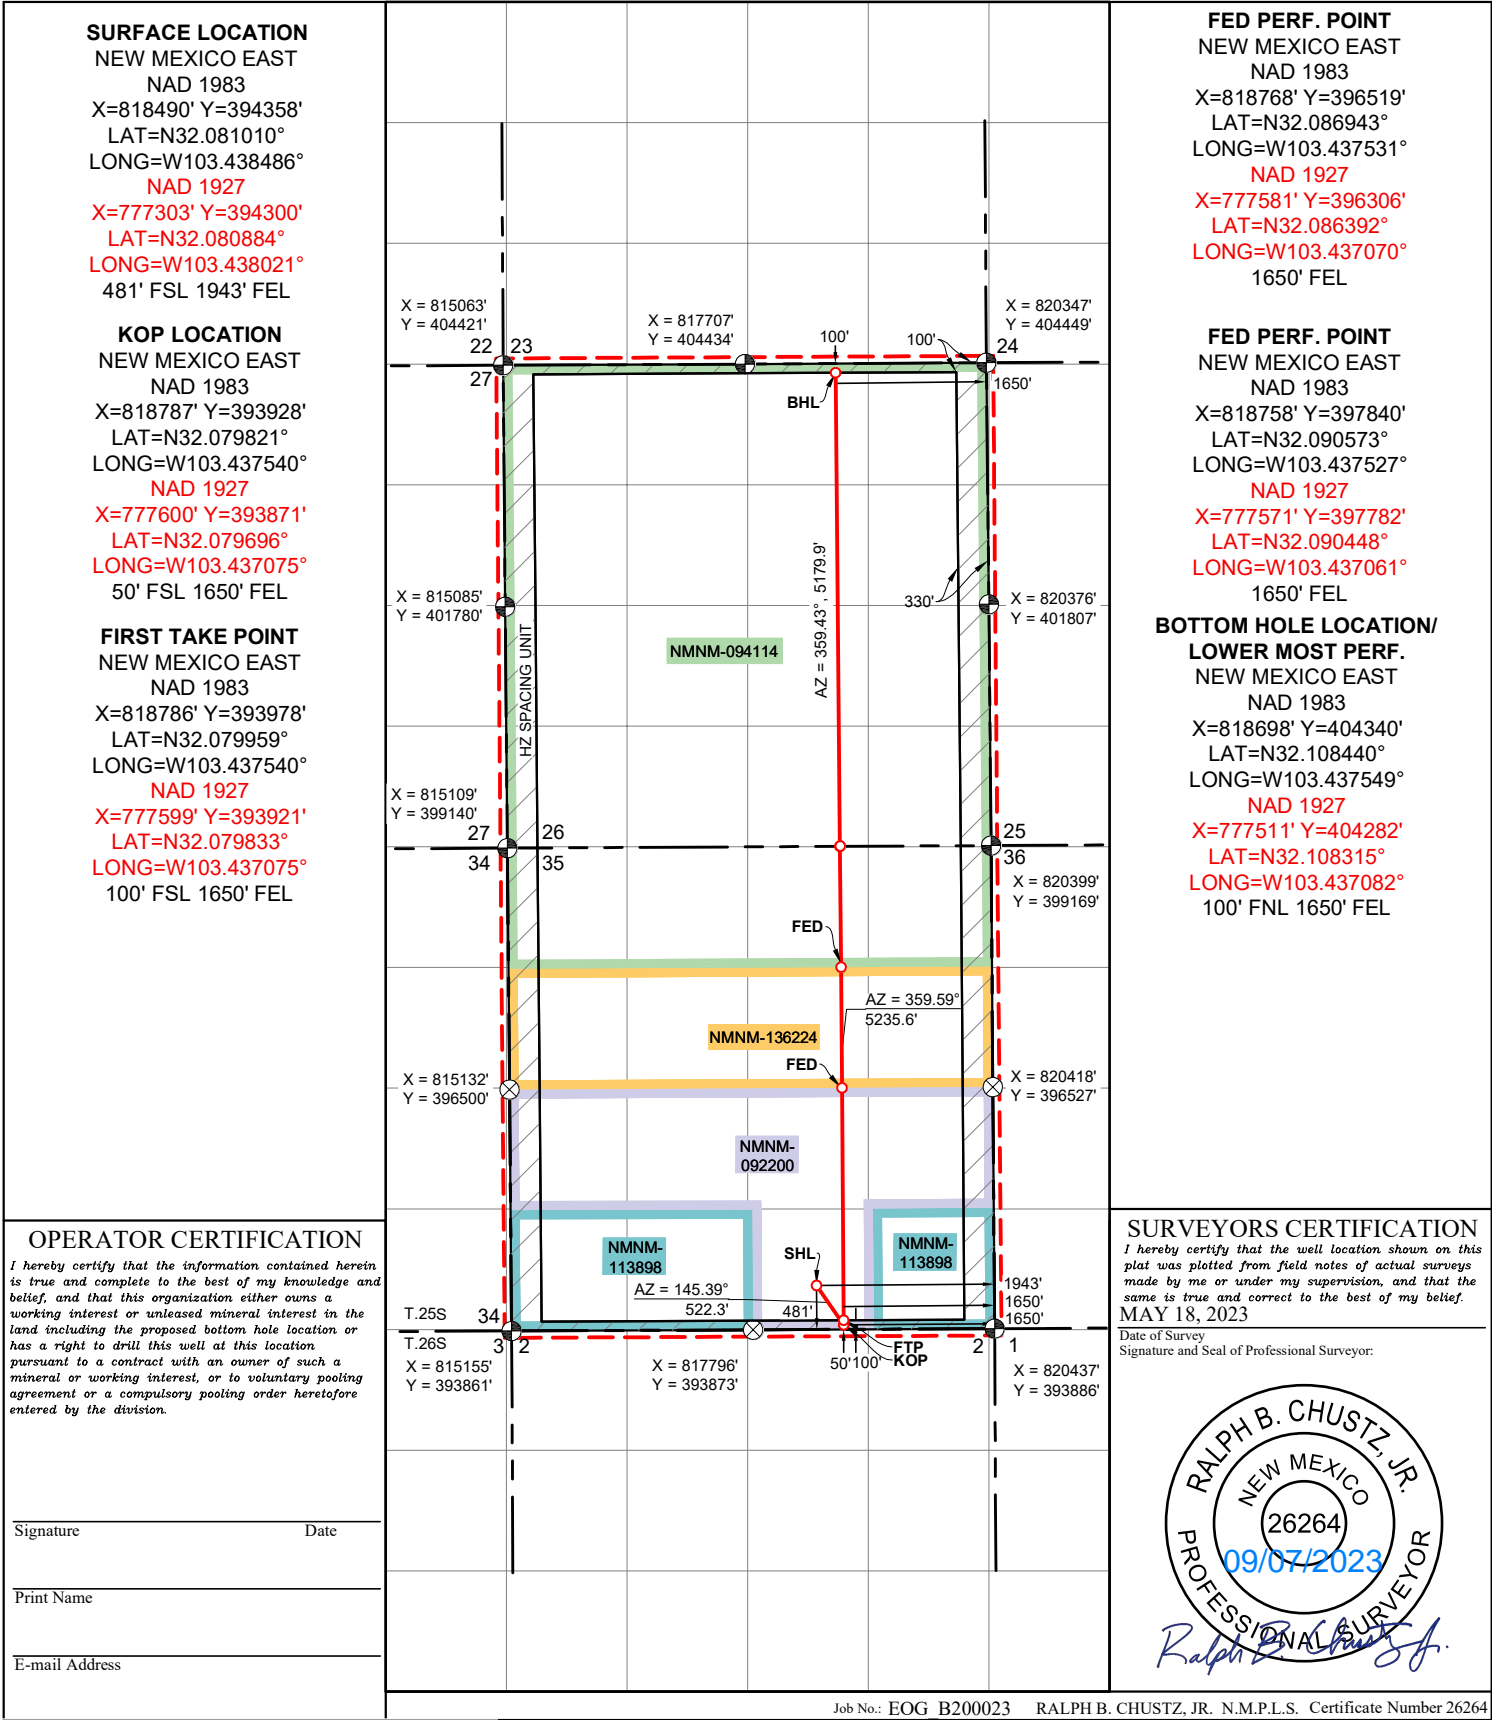 SURFACE LOCATION
NEW MEXICO EAST
NAD 1983
X=818490' Y=394358'
LAT=N32.081010°
LONG=W103.438486°
NAD 1927
X=777303' Y=394300'
LAT=N32.080884°
LONG=W103.438021°
481' FSL 1943' FEL
KOP LOCATION
NEW MEXICO EAST
NAD 1983
X=818787' Y=393928'
LAT=N32.079821°
LONG=W103.437540°
NAD 1927
X=777600' Y=393871'
LAT=N32.079696°
LONG=W103.437075°
50' FSL 1650' FEL
FIRST TAKE POINT
NEW MEXICO EAST
NAD 1983
X=818786' Y=393978'
LAT=N32.079959°
LONG=W103.437540°
NAD 1927
X=777599' Y=393921'
LAT=N32.079833°
LONG=W103.437075°
100' FSL 1650' FEL
OPERATOR CERTIFICATION
I hereby certify that the information contained herein
is true and complete to the best of my knowledge and
belief, and that this organization either owns a
working interest or unleased mineral interest in the
land including the proposed bottom hole location or
has a right to drill this well at this location
pursuant to a contract with an owner of such a
mineral or working interest, or to voluntary pooling
agreement or a compulsory pooling order heretofore
entered by the division.
Signature Date
Print Name
E-mail Address
X = 815063'
Y = 404421'
X = 817707'
Y = 404434'
100'
100'
X = 820347'
Y = 404449'
22 23
24
27
1650'
BHL
X = 815085'
Y = 401780'
AZ = 359.43°, 5179.9'
330'
X = 820376'
Y = 401807'
NMNM-094114
HZ SPACING UNIT
X = 815109'
Y = 399140'
27 26
25
34 35
36
X = 820399'
Y = 399169'
FED
AZ = 359.59°
5235.6'
NMNM-136224
FED
X = 815132'
Y = 396500'
X = 820418'
Y = 396527'
NMNM-
092200
NMNM-
113898
SHL
NMNM-
113898
AZ = 145.39°
522.3'
481'
1943'
1650'
1650'
T.25S 34
T.26S 3 2
2 1
FTP
KOP
50' 100'
X = 815155'
Y = 393861'
X = 817796'
Y = 393873'
X = 820437'
Y = 393886'
FED PERF. POINT
NEW MEXICO EAST
NAD 1983
X=818768' Y=396519'
LAT=N32.086943°
LONG=W103.437531°
NAD 1927
X=777581' Y=396306'
LAT=N32.086392°
LONG=W103.437070°
1650' FEL
FED PERF. POINT
NEW MEXICO EAST
NAD 1983
X=818758' Y=397840'
LAT=N32.090573°
LONG=W103.437527°
NAD 1927
X=777571' Y=397782'
LAT=N32.090448°
LONG=W103.437061°
1650' FEL
BOTTOM HOLE LOCATION/
LOWER MOST PERF.
NEW MEXICO EAST
NAD 1983
X=818698' Y=404340'
LAT=N32.108440°
LONG=W103.437549°
NAD 1927
X=777511' Y=404282'
LAT=N32.108315°
LONG=W103.437082°
100' FNL 1650' FEL
SURVEYORS CERTIFICATION
I hereby certify that the well location shown on this
plat was plotted from field notes of actual surveys
made by me or under my supervision, and that the
same is true and correct to the best of my belief.
MAY 18, 2023
Date of Survey
Signature and Seal of Professional Surveyor:
RALPH B. CHUSTZ, JR.
NEW MEXICO
26264
09/07/2023
PROFESSIONAL SURVEYOR
Ralph B. Chustz Jr.
Job No.: EOG_B200023 RALPH B. CHUSTZ, JR. N.M.P.L.S. Certificate Number 26264